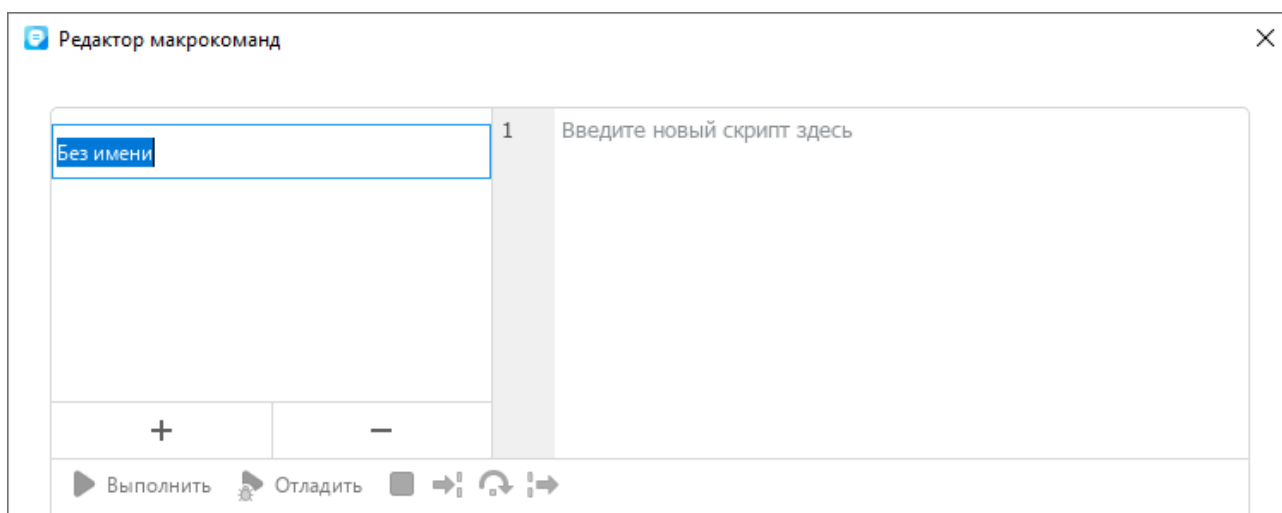 Редактор макрокоманд
Без имени
1 Введите новый скрипт здесь
+ −
Выполнить Отладить